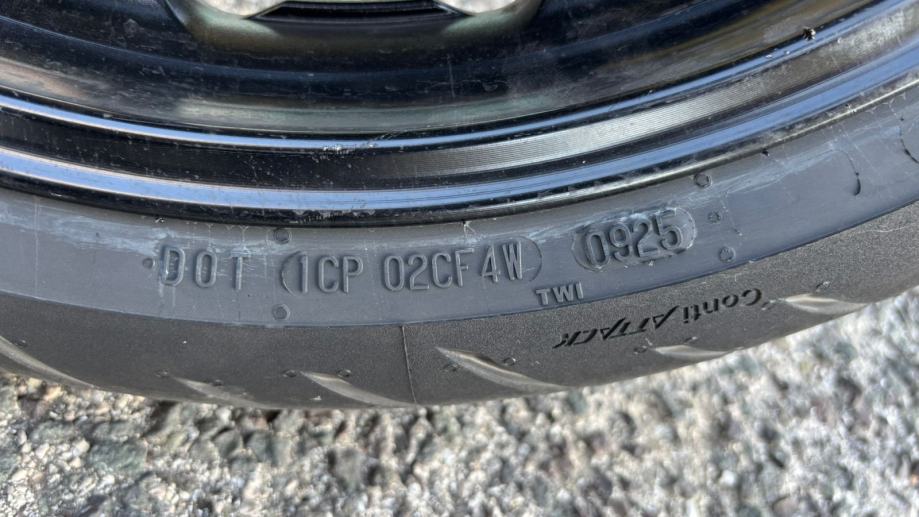 DOT 1CP 02CF 4W 0925
TWI
ContiATTACK